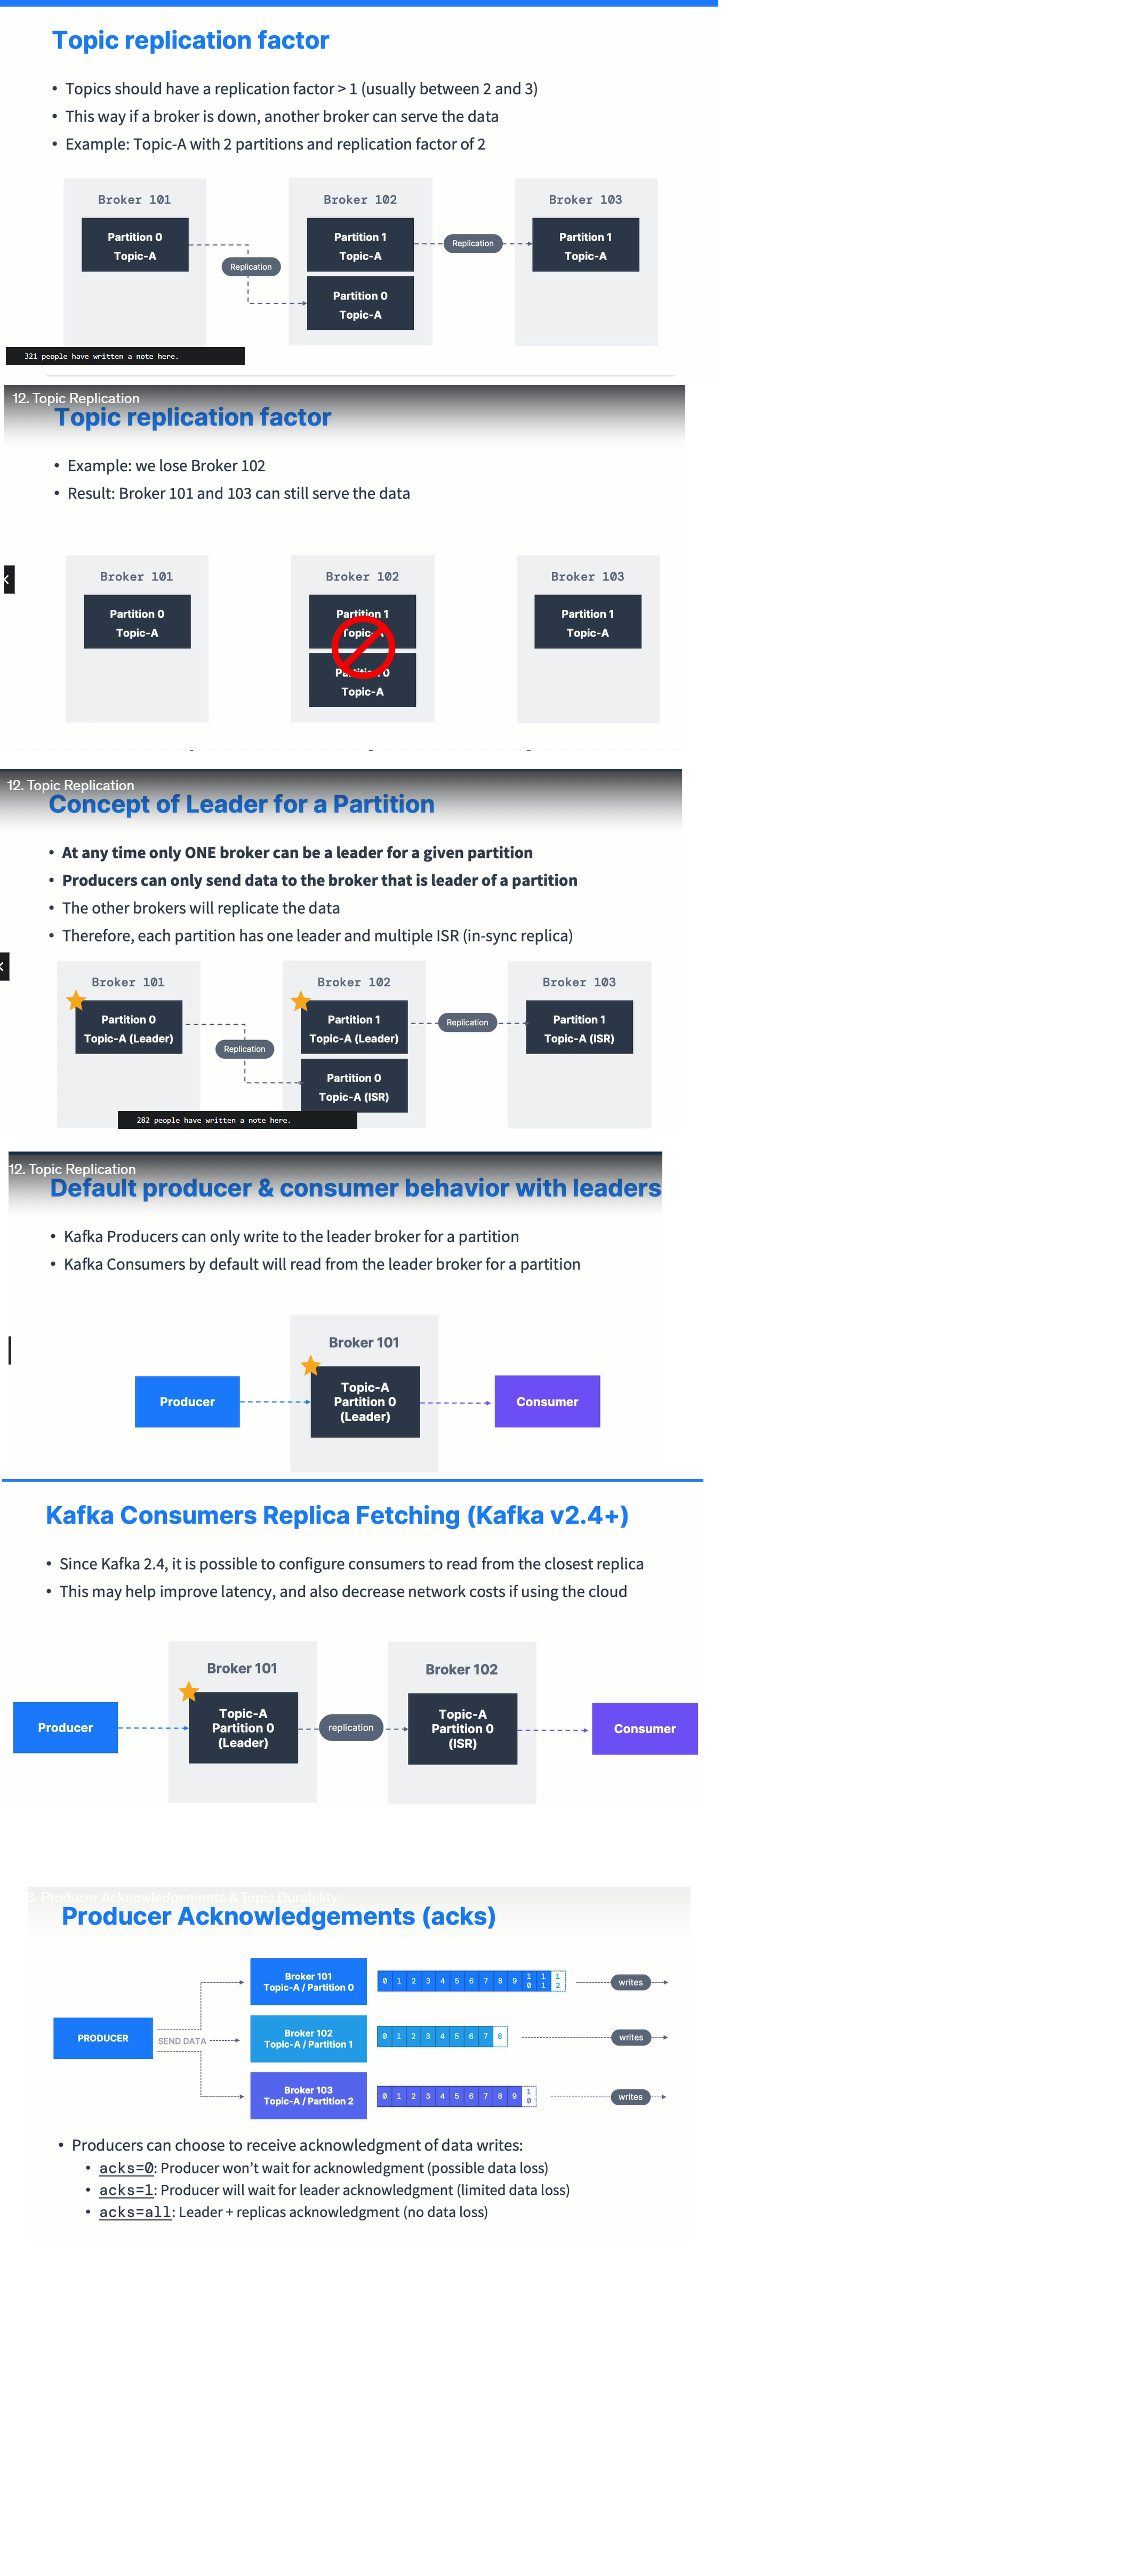 Topic replication factor
• Topics should have a replication factor > 1 (usually between 2 and 3)
• This way if a broker is down, another broker can serve the data
• Example: Topic-A with 2 partitions and replication factor of 2
Broker 101
Broker 102
Broker 103
Partition 0
Topic-A
Partition 1
Topic-A
Replication
Partition 1
Topic-A
Replication
Partition 0
Topic-A
321 people have written a note here.
12. Topic Replication
Topic replication factor
• Example: we lose Broker 102
• Result: Broker 101 and 103 can still serve the data
Broker 101
Broker 102
Broker 103
Partition 0
Topic-A
Partition 1
Topic-A
Partition 1
Topic-A
Partition 0
Topic-A
12. Topic Replication
Concept of Leader for a Partition
• At any time only ONE broker can be a leader for a given partition
• Producers can only send data to the broker that is leader of a partition
• The other brokers will replicate the data
• Therefore, each partition has one leader and multiple ISR (in-sync replica)
Broker 101
Broker 102
Broker 103
Partition 0
Topic-A (Leader)
Partition 1
Topic-A (Leader)
Replication
Partition 1
Topic-A (ISR)
Replication
Partition 0
Topic-A (ISR)
282 people have written a note here.
12. Topic Replication
Default producer & consumer behavior with leaders
• Kafka Producers can only write to the leader broker for a partition
• Kafka Consumers by default will read from the leader broker for a partition
Broker 101
Producer
Topic-A
Partition 0
(Leader)
Consumer
Kafka Consumers Replica Fetching (Kafka v2.4+)
• Since Kafka 2.4, it is possible to configure consumers to read from the closest replica
• This may help improve latency, and also decrease network costs if using the cloud
Broker 101
Broker 102
Producer
Topic-A
Partition 0
(Leader)
replication
Topic-A
Partition 0
(ISR)
Consumer
3. Producer Acknowledgements & Topic Durability
Producer Acknowledgements (acks)
PRODUCER
SEND DATA
Broker 101
Topic-A / Partition 0
0 1 2 3 4 5 6 7 8 9 10 11 12
writes
Broker 102
Topic-A / Partition 1
0 1 2 3 4 5 6 7 8
writes
Broker 103
Topic-A / Partition 2
0 1 2 3 4 5 6 7 8 9 10
writes
• Producers can choose to receive acknowledgment of data writes:
• acks=0: Producer won't wait for acknowledgment (possible data loss)
• acks=1: Producer will wait for leader acknowledgment (limited data loss)
• acks=all: Leader + replicas acknowledgment (no data loss)